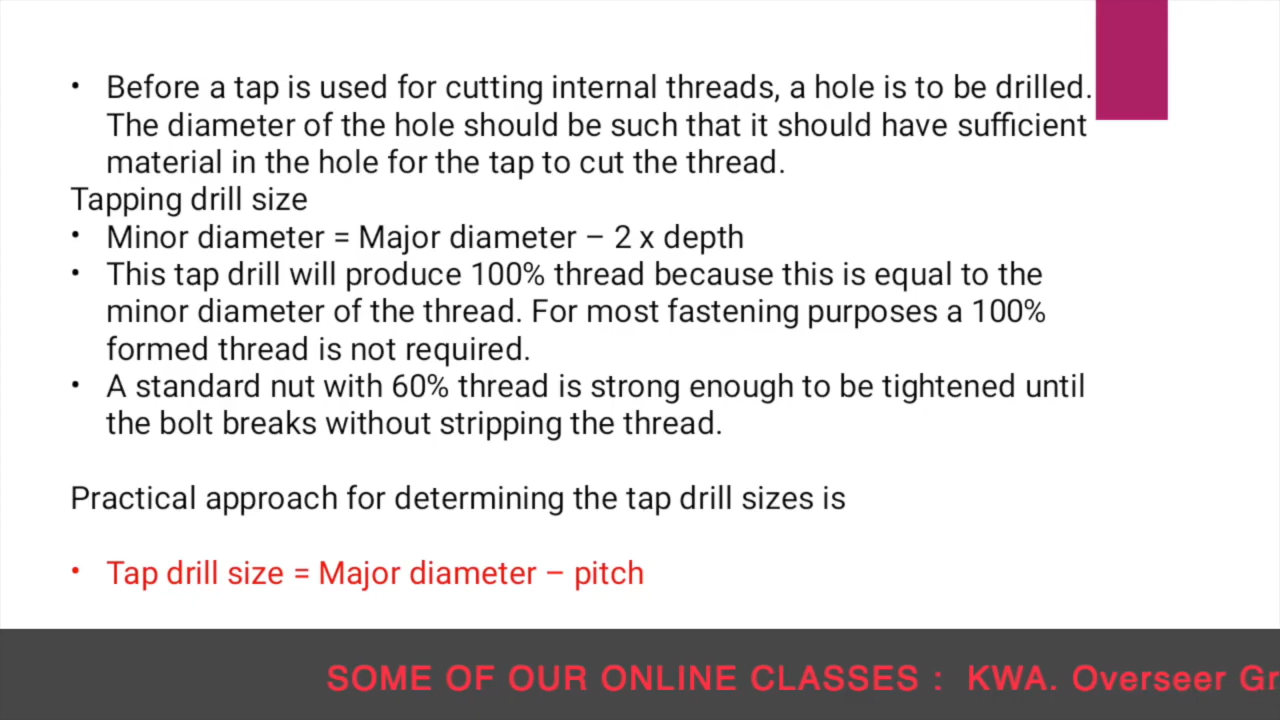 • Before a tap is used for cutting internal threads, a hole is to be drilled.
The diameter of the hole should be such that it should have sufficient
material in the hole for the tap to cut the thread.
Tapping drill size
• Minor diameter = Major diameter – 2 x depth
• This tap drill will produce 100% thread because this is equal to the
minor diameter of the thread. For most fastening purposes a 100%
formed thread is not required.
• A standard nut with 60% thread is strong enough to be tightened until
the bolt breaks without stripping the thread.
Practical approach for determining the tap drill sizes is
• Tap drill size = Major diameter – pitch
SOME OF OUR ONLINE CLASSES : KWA. Overseer Gr